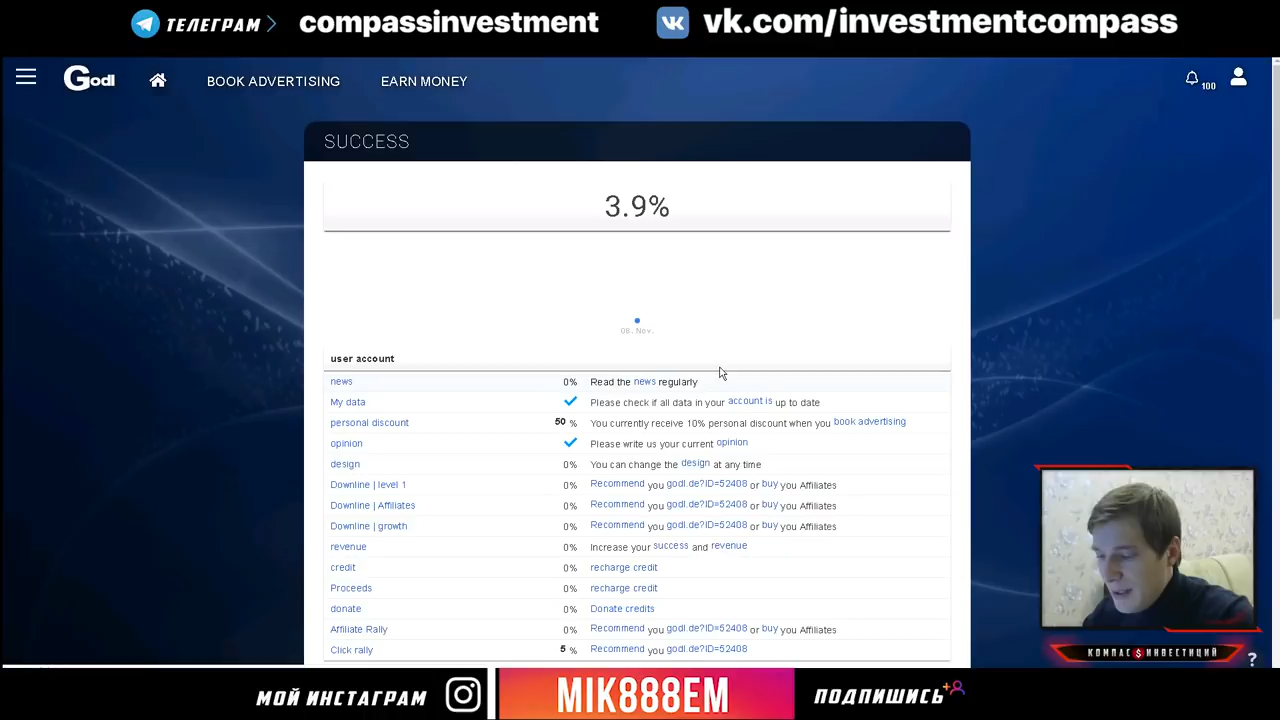 ТЕЛЕГРАМ compassinvestment vk.com/investmentcompass
Godl BOOK ADVERTISING EARN MONEY 100
SUCCESS
3.9%
08. Nov.
user account
news 0% Read the news regularly
My data Please check if all data in your account is up to date
personal discount 50 % You currently receive 10% personal discount when you book advertising
opinion Please write us your current opinion
design 0% You can change the design at any time
Downline | level 1 0% Recommend you godl.de?ID=52408 or buy you Affiliates
Downline | Affiliates 0% Recommend you godl.de?ID=52408 or buy you Affiliates
Downline | growth 0% Recommend you godl.de?ID=52408 or buy you Affiliates
revenue 0% Increase your success and revenue
credit 0% recharge credit
Proceeds 0% recharge credit
donate 0% Donate credits
Affiliate Rally 0% Recommend you godl.de?ID=52408 or buy you Affiliates
Click rally 5 % Recommend you godl.de?ID=52408
КОМПАС $ ИНВЕСТИЦИЙ ?
МОЙ ИНСТАГРАМ MIK888EM ПОДПИШИСЬ